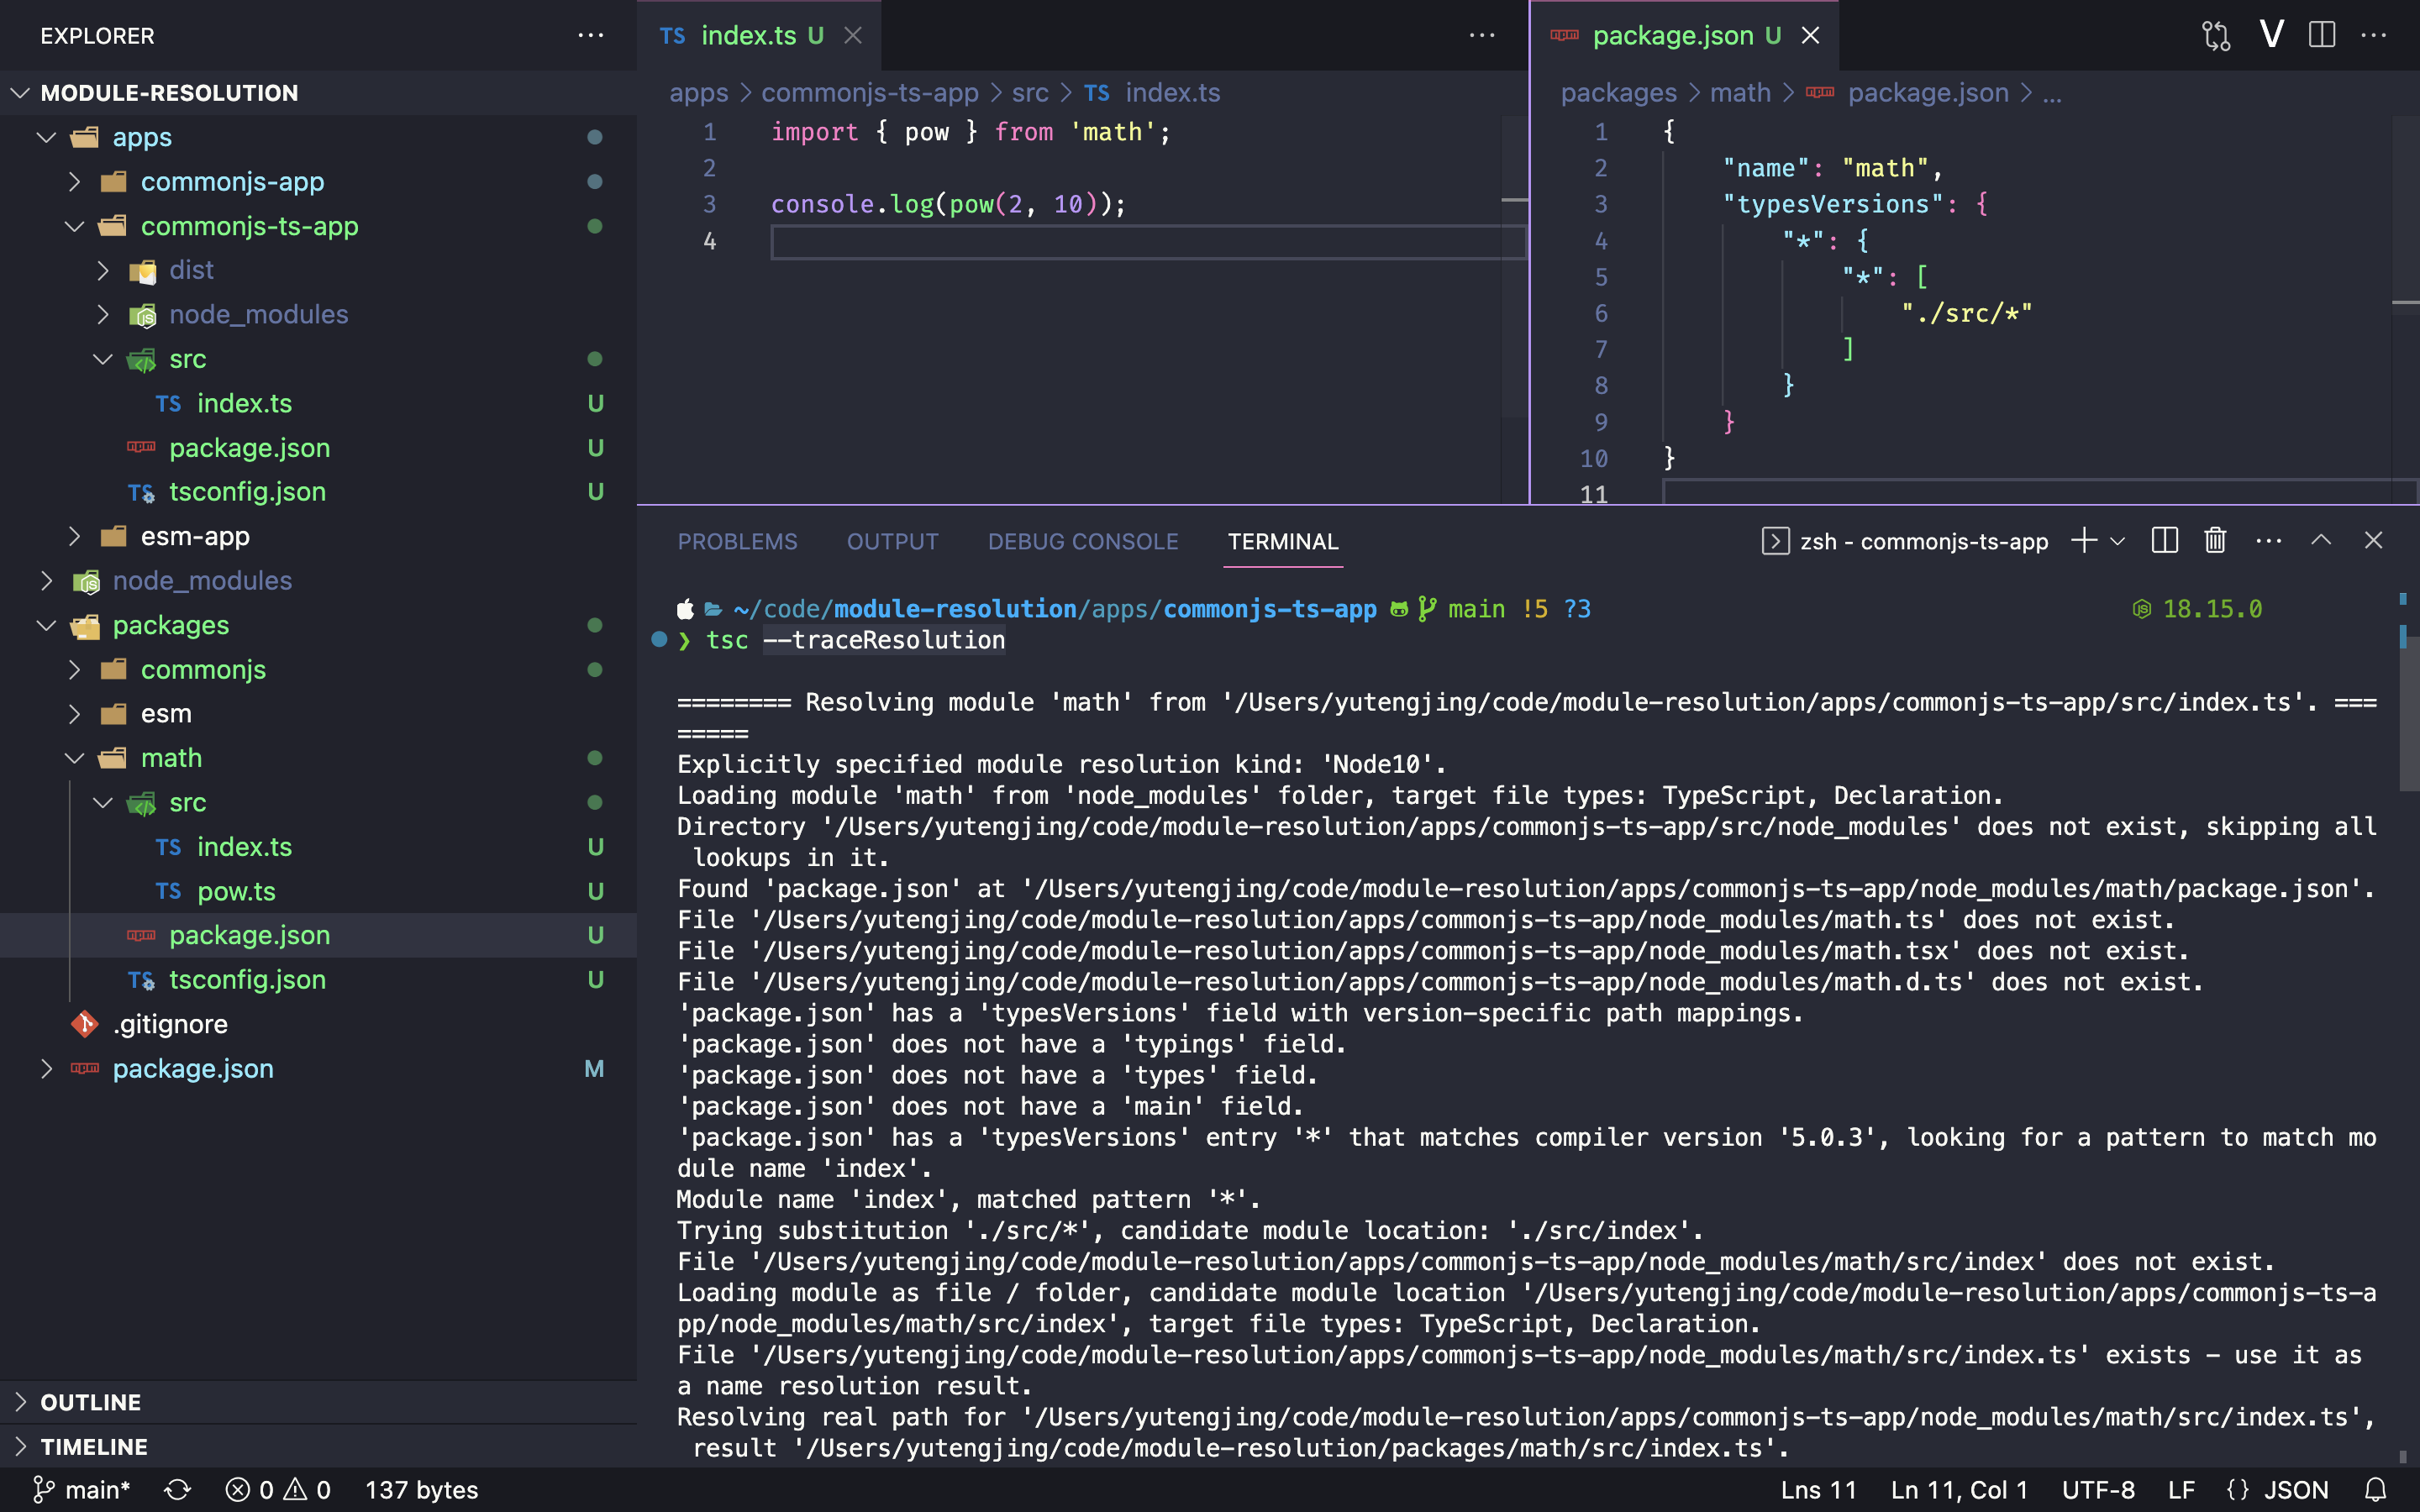 EXPLORER
MODULE-RESOLUTION
apps
commonjs-app
commonjs-ts-app
dist
node_modules
src
TS index.ts U
package.json U
tsconfig.json U
esm-app
node_modules
packages
commonjs
esm
math
src
TS index.ts U
TS pow.ts U
package.json U
tsconfig.json U
.gitignore
package.json M
OUTLINE
TIMELINE
TS index.ts U
apps > commonjs-ts-app > src > TS index.ts
1 import { pow } from 'math';
2
3 console.log(pow(2, 10));
4
package.json U
packages > math > package.json > ...
1 {
2 "name": "math",
3 "typesVersions": {
4 "*": {
5 "*": [
6 "./src/*"
7 ]
8 }
9 }
10 }
11
PROBLEMS OUTPUT DEBUG CONSOLE TERMINAL
zsh - commonjs-ts-app
~/code/module-resolution/apps/commonjs-ts-app main !5 ?3 18.15.0
❯ tsc --traceResolution
======== Resolving module 'math' from '/Users/yutengjing/code/module-resolution/apps/commonjs-ts-app/src/index.ts'. ===
=====
Explicitly specified module resolution kind: 'Node10'.
Loading module 'math' from 'node_modules' folder, target file types: TypeScript, Declaration.
Directory '/Users/yutengjing/code/module-resolution/apps/commonjs-ts-app/src/node_modules' does not exist, skipping all
lookups in it.
Found 'package.json' at '/Users/yutengjing/code/module-resolution/apps/commonjs-ts-app/node_modules/math/package.json'.
File '/Users/yutengjing/code/module-resolution/apps/commonjs-ts-app/node_modules/math.ts' does not exist.
File '/Users/yutengjing/code/module-resolution/apps/commonjs-ts-app/node_modules/math.tsx' does not exist.
File '/Users/yutengjing/code/module-resolution/apps/commonjs-ts-app/node_modules/math.d.ts' does not exist.
'package.json' has a 'typesVersions' field with version-specific path mappings.
'package.json' does not have a 'typings' field.
'package.json' does not have a 'types' field.
'package.json' does not have a 'main' field.
'package.json' has a 'typesVersions' entry '*' that matches compiler version '5.0.3', looking for a pattern to match mo
dule name 'index'.
Module name 'index', matched pattern '*'.
Trying substitution './src/*', candidate module location: './src/index'.
File '/Users/yutengjing/code/module-resolution/apps/commonjs-ts-app/node_modules/math/src/index' does not exist.
Loading module as file / folder, candidate module location '/Users/yutengjing/code/module-resolution/apps/commonjs-ts-a
pp/node_modules/math/src/index', target file types: TypeScript, Declaration.
File '/Users/yutengjing/code/module-resolution/apps/commonjs-ts-app/node_modules/math/src/index.ts' exists - use it as
a name resolution result.
Resolving real path for '/Users/yutengjing/code/module-resolution/apps/commonjs-ts-app/node_modules/math/src/index.ts',
result '/Users/yutengjing/code/module-resolution/packages/math/src/index.ts'.
main* 0 0 137 bytes Lns 11 Ln 11, Col 1 UTF-8 LF {} JSON